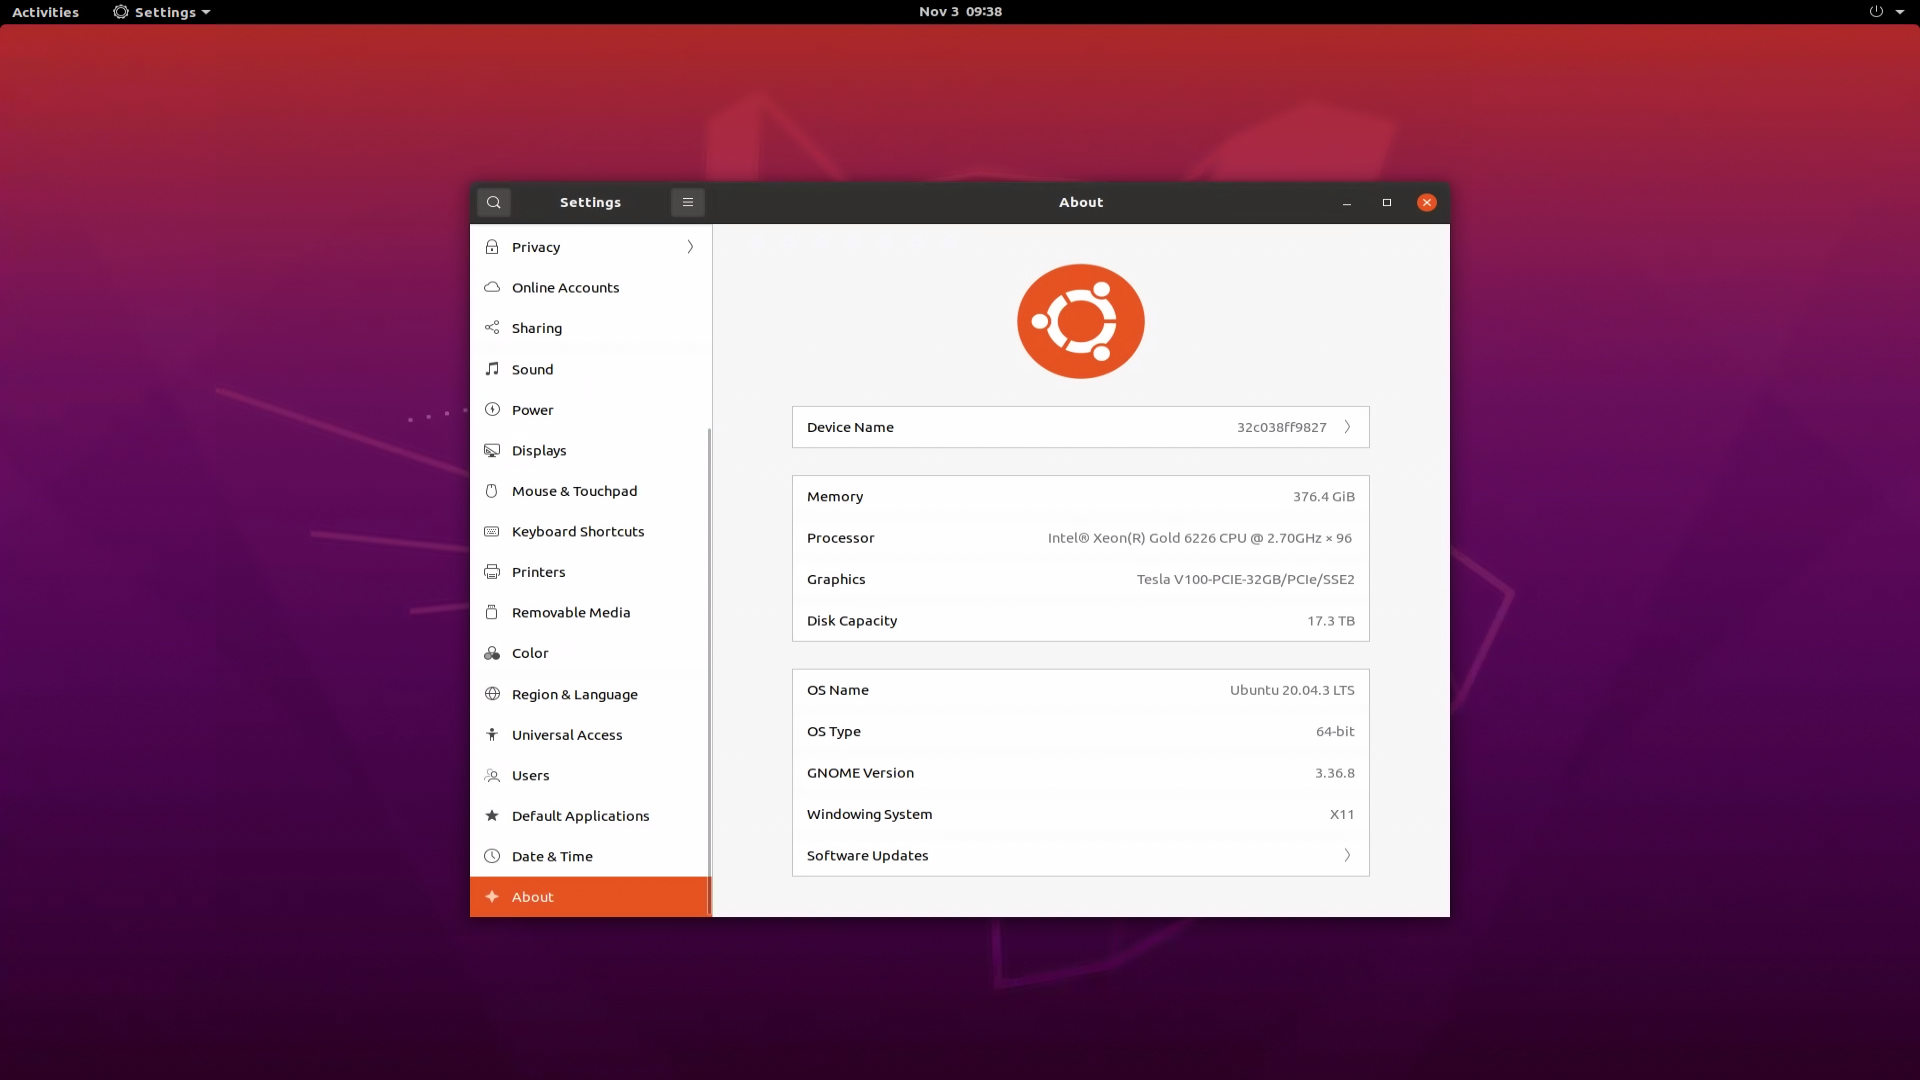 Activities Settings Nov 3 09:38
Settings About
Privacy
Online Accounts
Sharing
Sound
Power
Displays
Mouse & Touchpad
Keyboard Shortcuts
Printers
Removable Media
Color
Region & Language
Universal Access
Users
Default Applications
Date & Time
About
Device Name 32c038ff9827
Memory 376.4 GiB
Processor Intel® Xeon(R) Gold 6226 CPU @ 2.70GHz × 96
Graphics Tesla V100-PCIE-32GB/PCIe/SSE2
Disk Capacity 17.3 TB
OS Name Ubuntu 20.04.3 LTS
OS Type 64-bit
GNOME Version 3.36.8
Windowing System X11
Software Updates